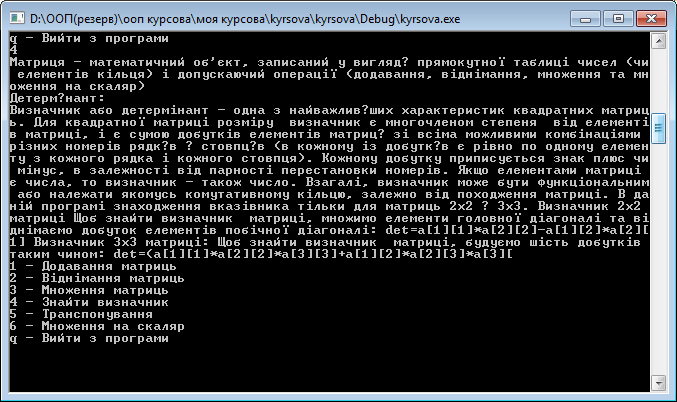 D:\ООП(резерв)\ооп курсова\моя курсова\kyrsova\kyrsova\Debug\kyrsova.exe
q - Вийти з програми
4
Матриця - математичний об'єкт, записаний у вигляд? прямокутної таблиці чисел (чи
 елементів кільця) і допускаючий операції (додавання, віднімання, множення та мн
оження на скаляр)
Детерм?нант:
Визначник або детермінант - одна з найважлив?ших характеристик квадратних матриц
ь. Для квадратної матриці розміру  визначник є многочленом степеня  від елементі
в матриці, і є сумою добутків елементів матриц? зі всіма можливими комбінаціями
різних номерів рядк?в ? стовпц?в (в кожному із добутк?в є рівно по одному елемен
ту з кожного рядка і кожного стовпця). Кожному добутку приписується знак плюс чи
 мінус, в залежності від парності перестановки номерів. Якщо елементами матриці
є числа, то визначник - також число. Взагалі, визначник може бути функціональним
 або належати якомусь комутативному кільцю, залежно від походження матриці. В да
ній програмі знаходження вказівника тільки для матриць 2x2 ? 3x3. Визначник 2x2
матриці Щоб знайти визначник  матриці, множимо елементи головної діагоналі та ві
днімаємо добуток елементів побічної діагоналі: det=a[1][1]*a[2][2]-a[1][2]*a[2][
1] Визначник 3x3 матриці: Щоб знайти визначник  матриці, будуємо шість добутків
таким чином: det=(a[1][1]*a[2][2]*a[3][3]+a[1][2]*a[2][3]*a[3][
1 - Додавання матриць
2 - Віднімання матриць
3 - Множення матриць
4 - Знайти визначник
5 - Транспонування
6 - Множення на скаляр
q - Вийти з програми